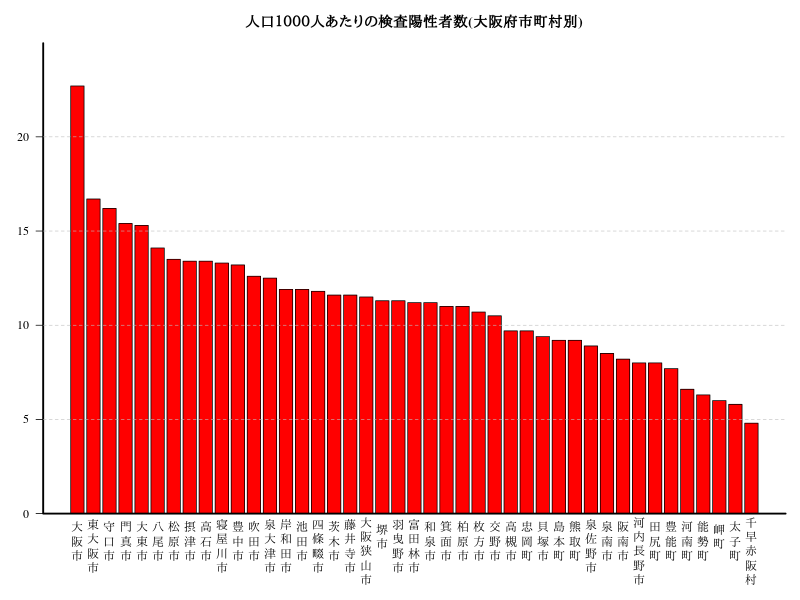 人口1000人あたりの検査陽性者数(大阪府市町村別)
20
15
10
5
0
大阪市
東大阪市
守口市
門真市
大東市
八尾市
松原市
摂津市
高石市
寝屋川市
豊中市
吹田市
泉大津市
岸和田市
池田市
四條畷市
茨木市
藤井寺市
大阪狭山市
堺市
羽曳野市
富田林市
和泉市
箕面市
柏原市
枚方市
交野市
高槻市
忠岡町
貝塚市
島本町
熊取町
泉佐野市
泉南市
阪南市
河内長野市
田尻町
豊能町
河南町
能勢町
岬町
太子町
千早赤阪村